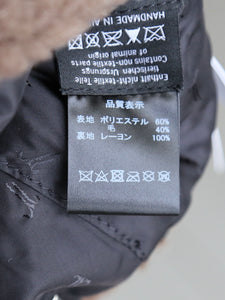 HANDMADE IN
of animal origin.
Contains non-textile parts
tierischen Ursprungs
Enthält nicht-textile Teile
品質表示
表地 ポリエステル 60%
毛 40%
裏地 レーヨン 100%